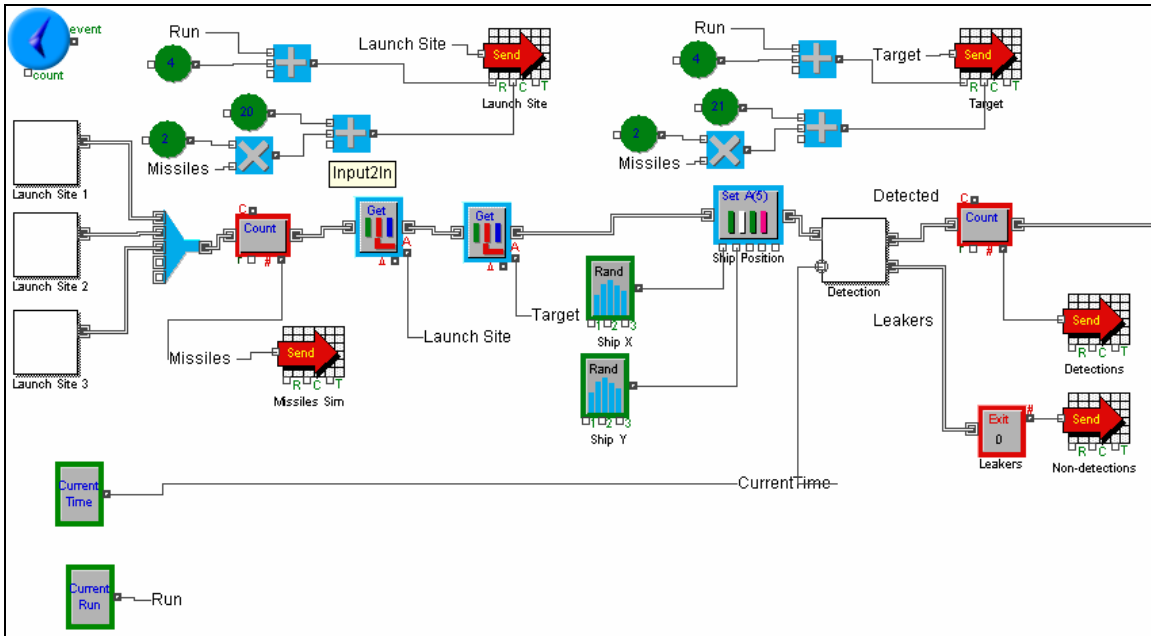 event
count
Run
4
Launch Site
Send
R C T
Launch Site
20
2
Missiles
Input2In
Run
4
Target
Send
R C T
Target
21
2
Missiles
Launch Site 1
Launch Site 2
Launch Site 3
C
Count
#
Get
A
Δ
Get
A
Δ
Set A(5)
Ship Position
Detection
Detected
C
Count
r
#
Leakers
Launch Site
Target
Rand
1 2 3
Ship X
Rand
1 2 3
Ship Y
Missiles
Send
R C T
Missiles Sim
Send
R C T
Detections
Exit
0
#
Leakers
Send
R C T
Non-detections
Current
Time
CurrentTime
Current
Run
Run